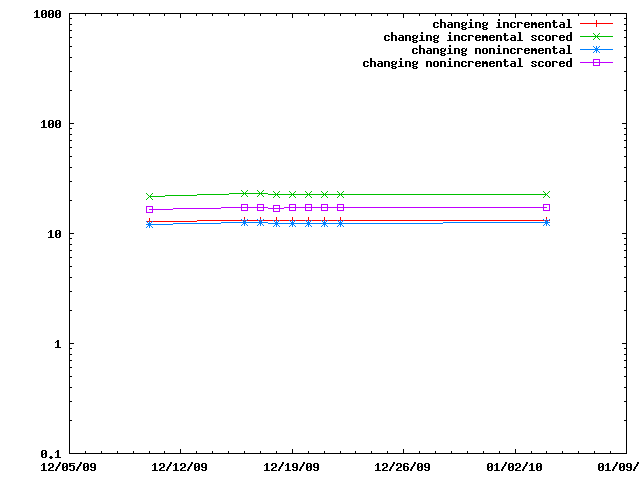 1000
changing incremental
changing incremental scored
changing nonincremental
changing nonincremental scored
100
10
1
0.1
12/05/09 12/12/09 12/19/09 12/26/09 01/02/10 01/09/